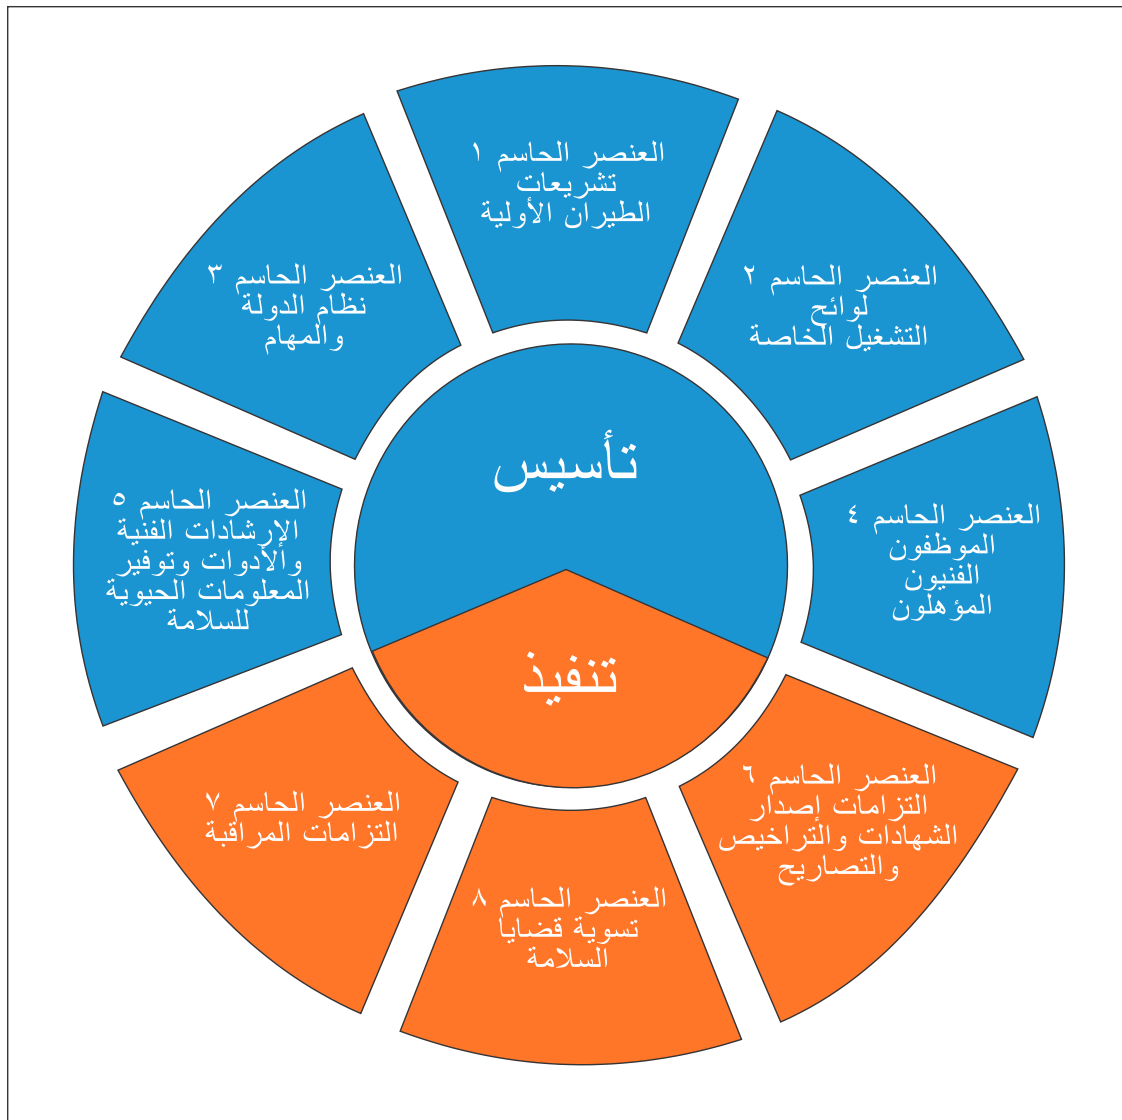 العنصر الحاسم ١
تشريعات
الطيران الأولية
العنصر الحاسم ٢
لوائح
التشغيل الخاصة
العنصر الحاسم ٣
نظام الدولة
والمهام
العنصر الحاسم ٤
الموظفون
الفنيون
المؤهلون
العنصر الحاسم ٥
الإرشادات الفنية
والأدوات وتوفير
المعلومات الحيوية
للسلامة
تأسيس
تنفيذ
العنصر الحاسم ٦
التزامات إصدار
الشهادات والتراخيص
والتصاريح
العنصر الحاسم ٧
التزامات المراقبة
العنصر الحاسم ٨
تسوية قضايا
السلامة